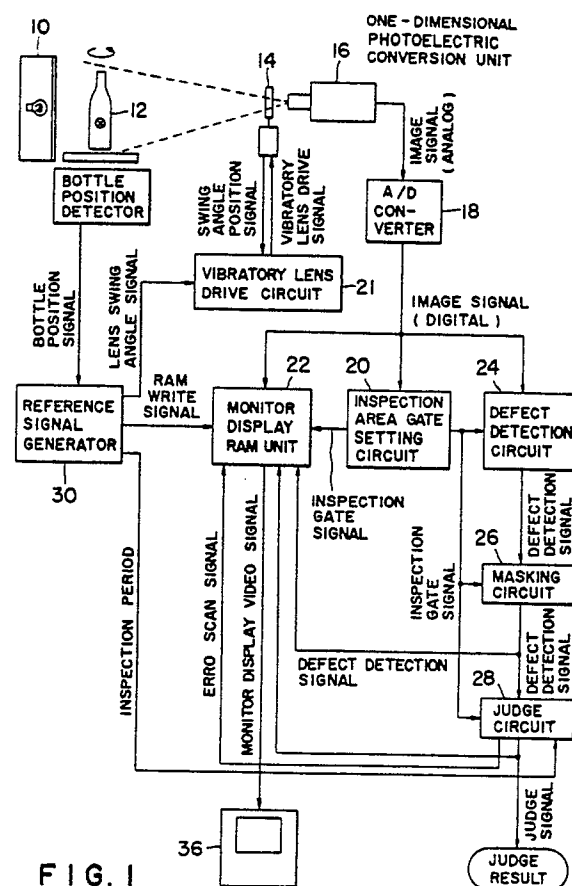 10
12
14
16
ONE-DIMENSIONAL
PHOTOELECTRIC
CONVERSION UNIT
IMAGE
SIGNAL
(ANALOG)
BOTTLE
POSITION
DETECTOR
SWING
ANGLE
POSITION
SIGNAL
VIBRATORY
LENS DRIVE
SIGNAL
A/D
CON-
VERTER
18
BOTTLE
POSITION
SIGNAL
LENS SWING
ANGLE SIGNAL
VIBRATORY LENS
DRIVE CIRCUIT
21
IMAGE SIGNAL
(DIGITAL)
REFERENCE
SIGNAL
GENERATOR
30
RAM
WRITE
SIGNAL
22
MONITOR
DISPLAY
RAM UNIT
20
INSPECTION
AREA GATE
SETTING
CIRCUIT
24
DEFECT
DETECTION
CIRCUIT
INSPECTION
GATE
SIGNAL
INSPECTION
GATE
SIGNAL
DEFECT
DETECTION
SIGNAL
26
MASKING
CIRCUIT
INSPECTION PERIOD
ERRO SCAN SIGNAL
MONITOR DISPLAY VIDEO SIGNAL
DEFECT DETECTION
SIGNAL
DEFECT
DETECTION
SIGNAL
28
JUDGE
CIRCUIT
JUDGE
SIGNAL
36
JUDGE
RESULT
FIG.1